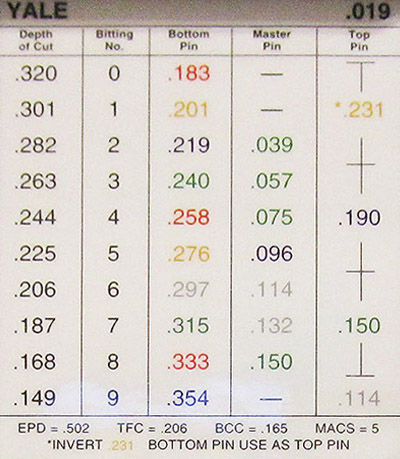 YALE .019
Depth of Cut Bitting No. Bottom Pin Master Pin Top Pin
.320 0 .183 —
.301 1 .201 — *.231
.282 2 .219 .039
.263 3 .240 .057
.244 4 .258 .075 .190
.225 5 .276 .096
.206 6 .297 .114
.187 7 .315 .132 .150
.168 8 .333 .150
.149 9 .354 — .114
EPD = .502 TFC = .206 BCC = .165 MACS = 5
*INVERT .231 BOTTOM PIN USE AS TOP PIN